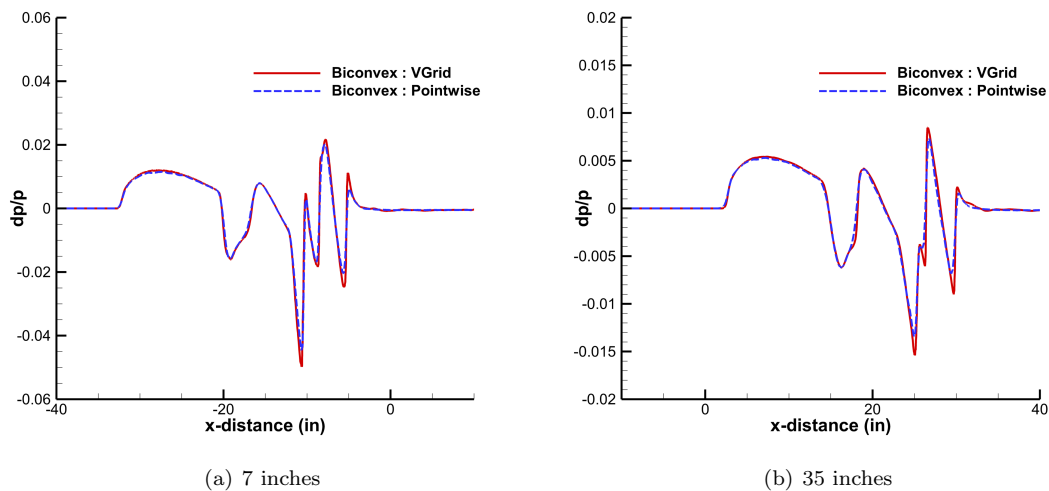 0.06
0.04
0.02
0
-0.02
-0.04
-0.06
dp/p
Biconvex : VGrid
Biconvex : Pointwise
-40
-20
0
x-distance (in)
(a) 7 inches
0.02
0.015
0.01
0.005
0
-0.005
-0.01
-0.015
-0.02
dp/p
Biconvex : VGrid
Biconvex : Pointwise
0
20
40
x-distance (in)
(b) 35 inches